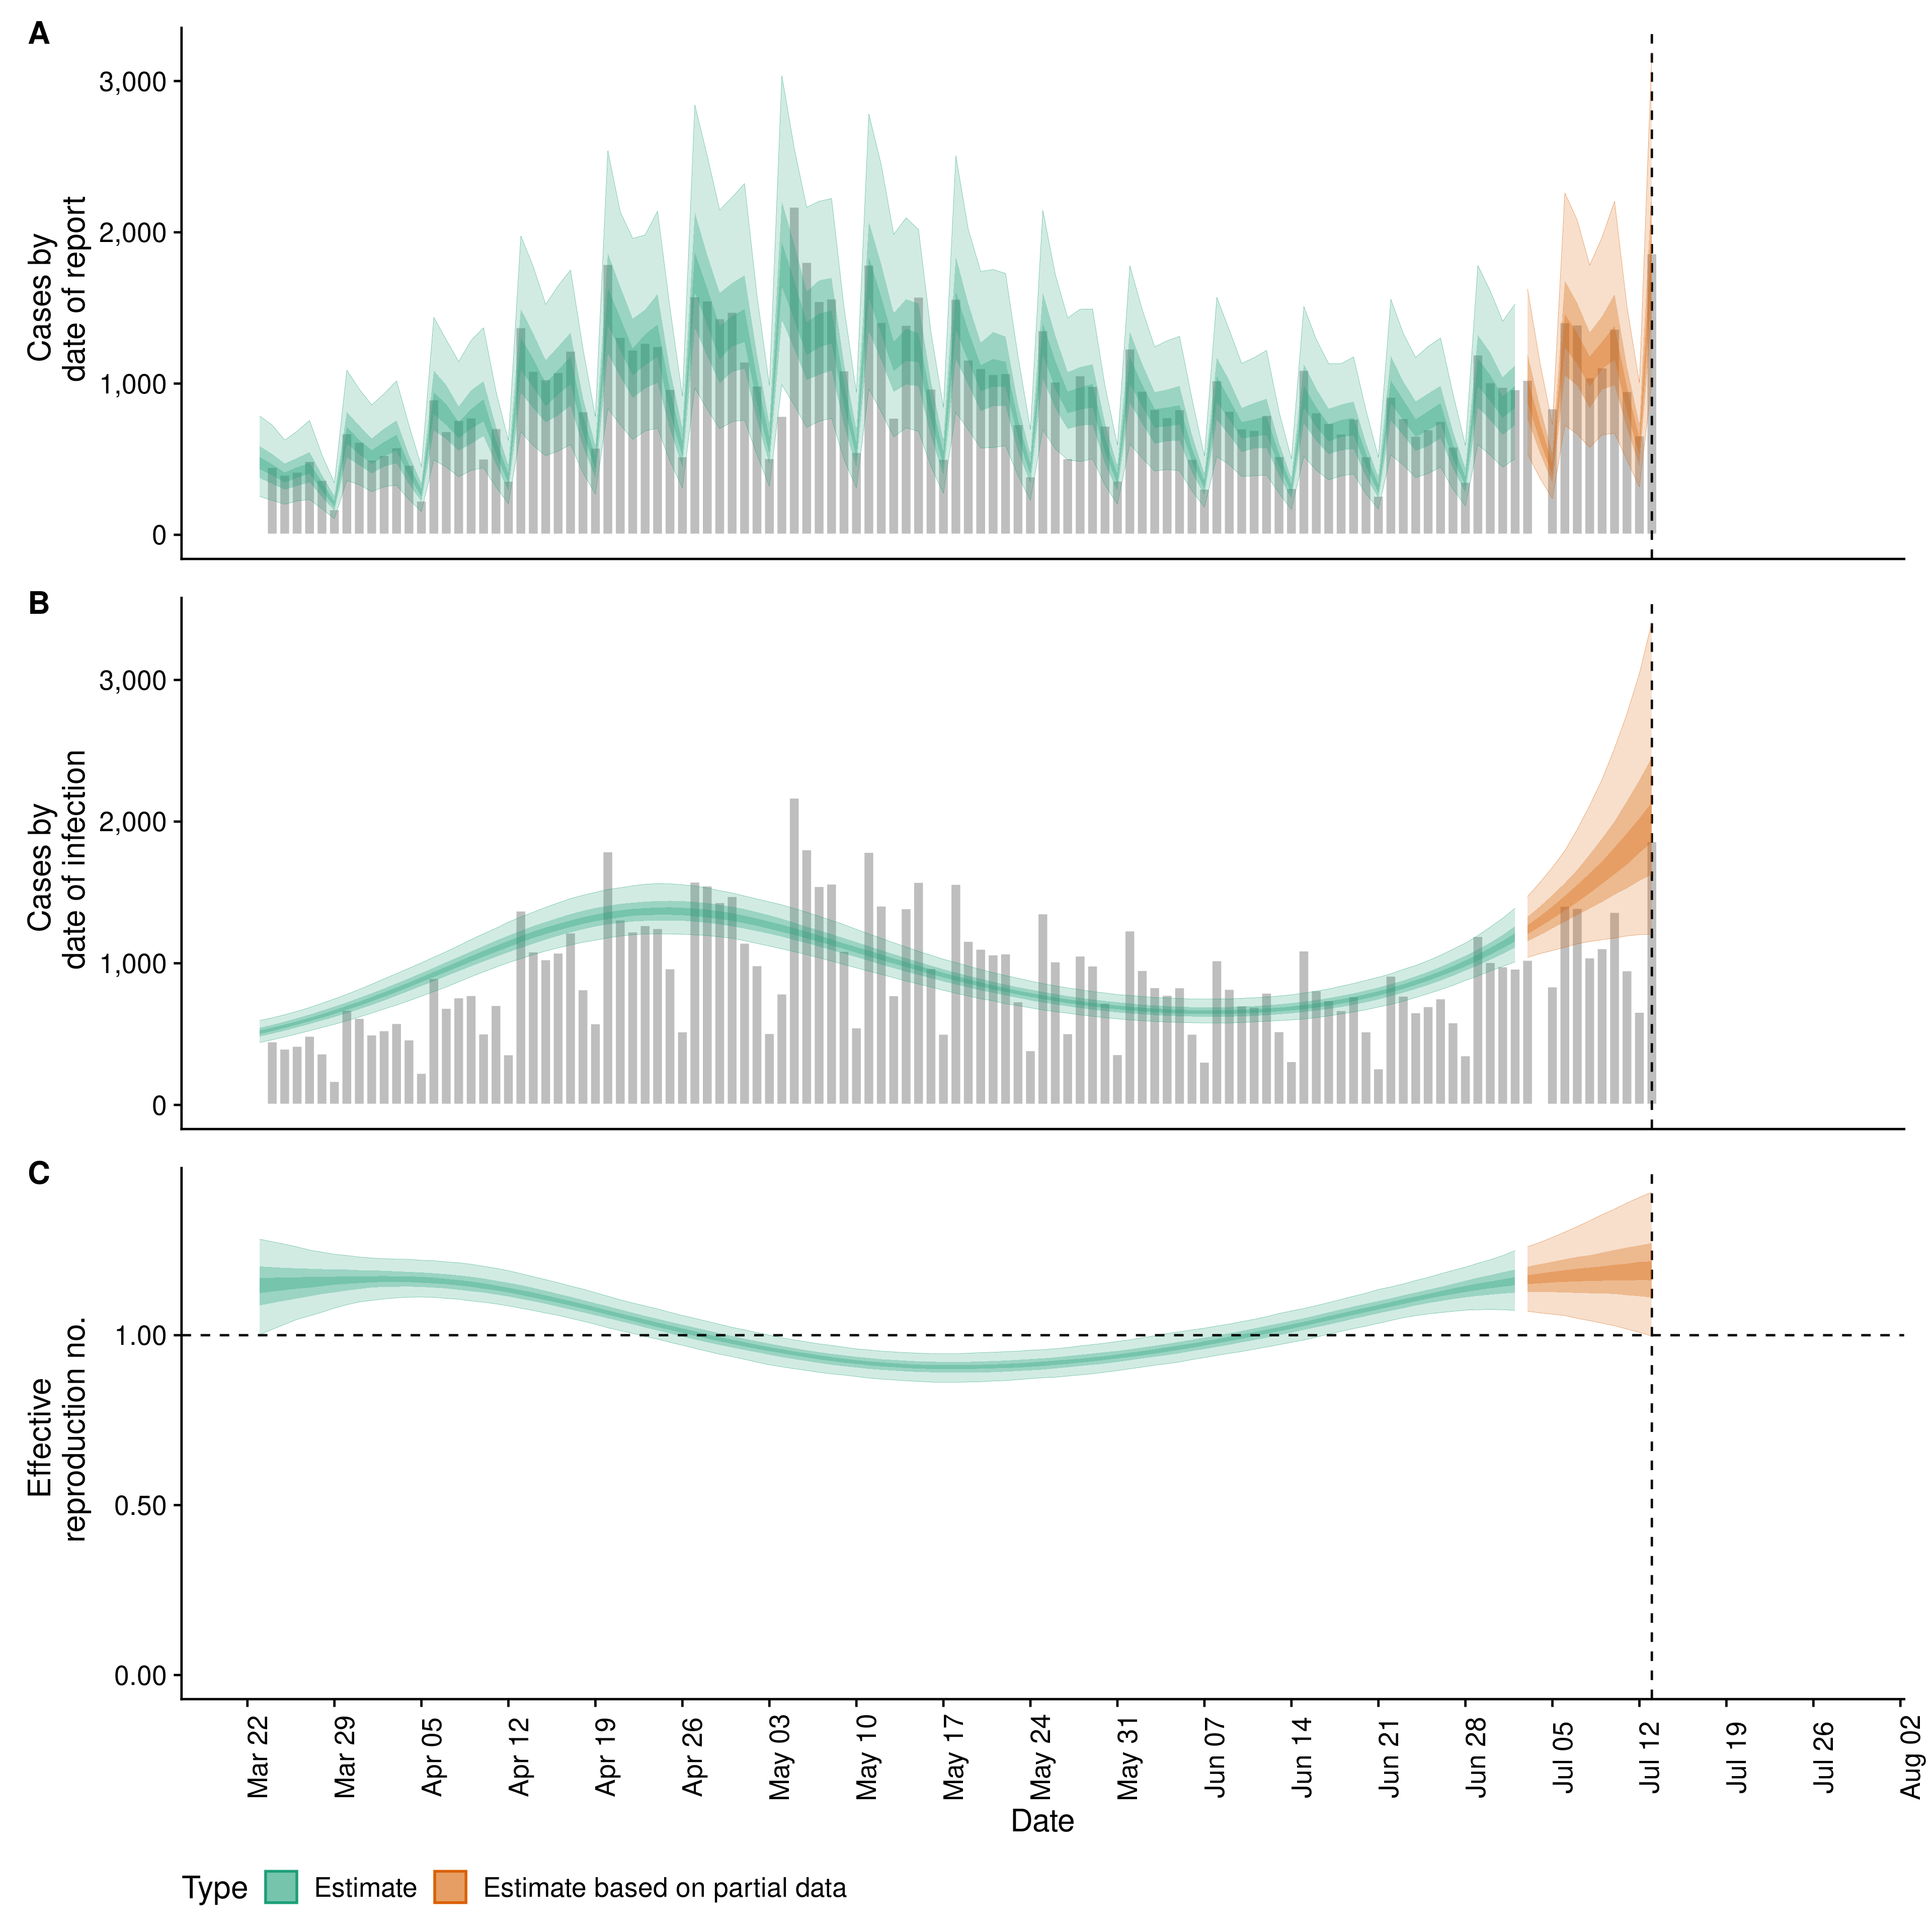 A
Cases by
date of report
3,000
2,000
1,000
0
B
Cases by
date of infection
3,000
2,000
1,000
0
C
Effective
reproduction no.
1.00
0.50
0.00
Mar 22
Mar 29
Apr 05
Apr 12
Apr 19
Apr 26
May 03
May 10
May 17
May 24
May 31
Jun 07
Jun 14
Jun 21
Jun 28
Jul 05
Jul 12
Jul 19
Jul 26
Aug 02
Date
Type Estimate Estimate based on partial data